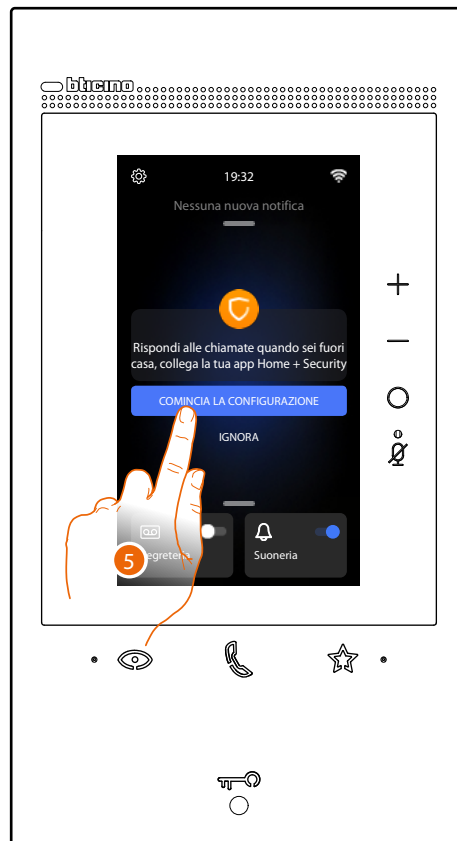 bticino
19:32
Nessuna nuova notifica
Rispondi alle chiamate quando sei fuori
casa, collega la tua app Home + Security
COMINCIA LA CONFIGURAZIONE
IGNORA
5
Suoneria